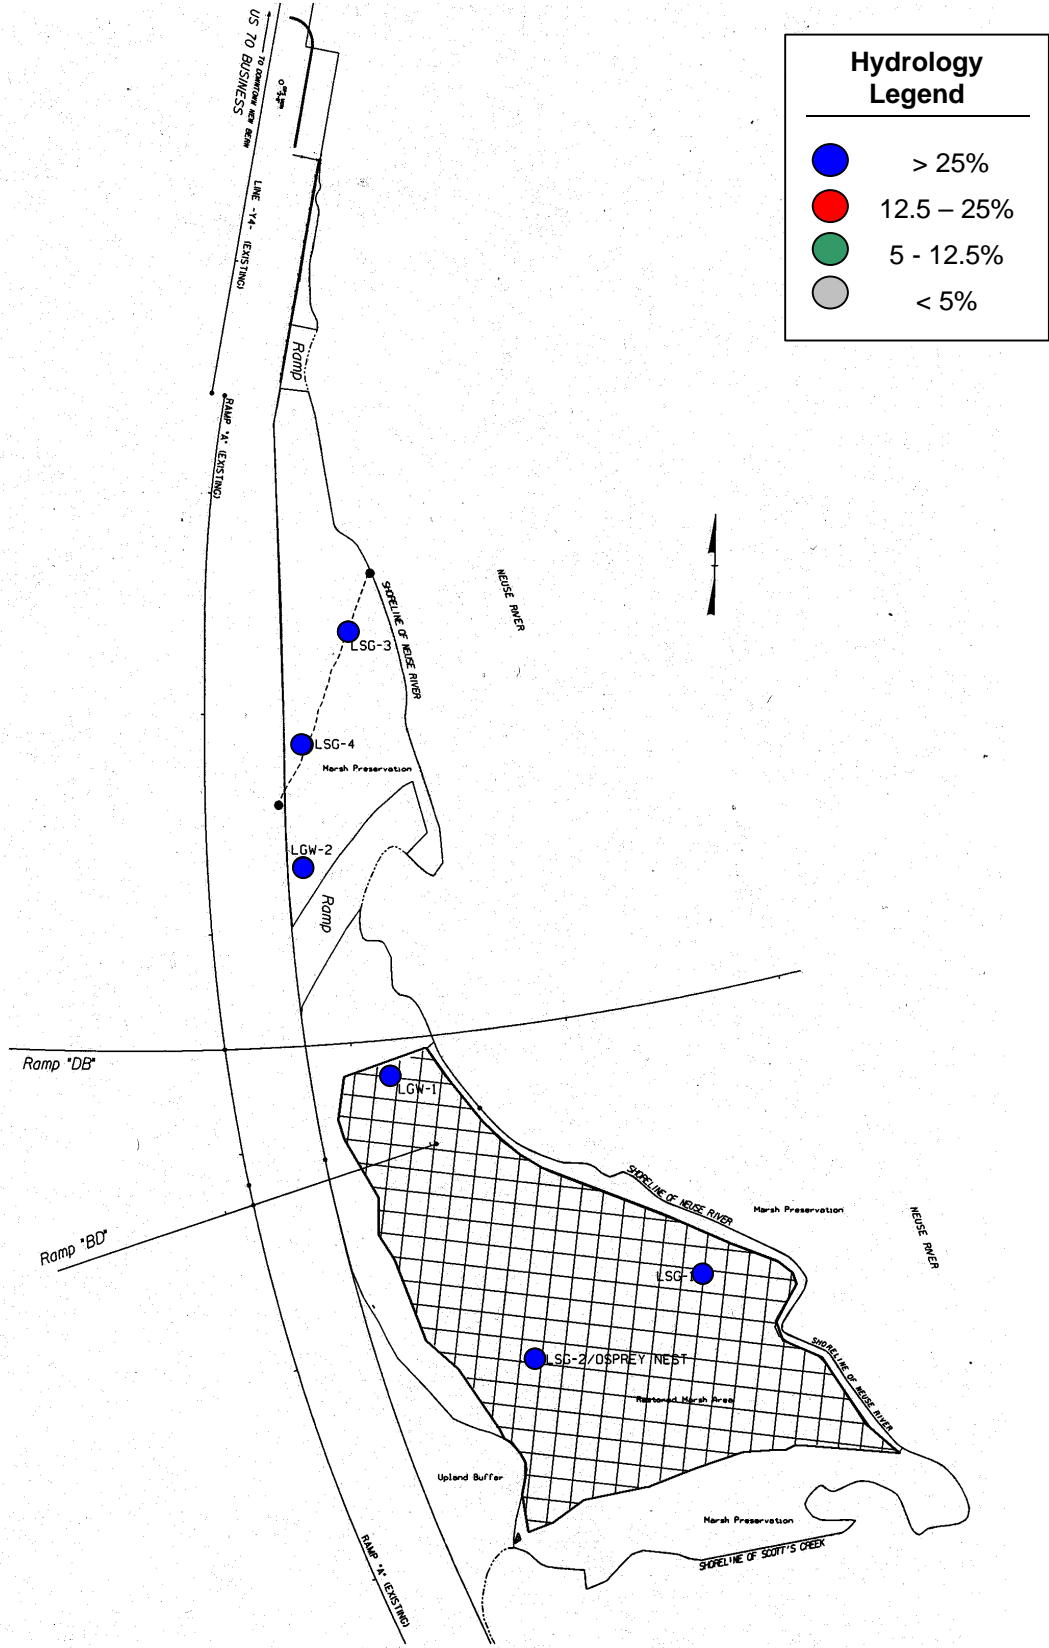 Hydrology
Legend
> 25%
12.5 – 25%
5 - 12.5%
< 5%
TO DOWNTOWN NEW BERN
US 70 BUSINESS
LINE -Y4- (EXISTING)
Ramp
RAMP "A" (EXISTING)
NEUSE RIVER
SHORELINE OF NEUSE RIVER
LSG-3
LSG-4
Marsh Preservation
LGW-2
Ramp
Ramp "DB"
LGW-1
SHORELINE OF NEUSE RIVER
Marsh Preservation
NEUSE RIVER
Ramp "BD"
LSG-1
SHORELINE OF NEUSE RIVER
LSG-2/OSPREY NEST
Restored Marsh Area
Upland Buffer
Marsh Preservation
SHORELINE OF SCOTT'S CREEK
RAMP "A" (EXISTING)